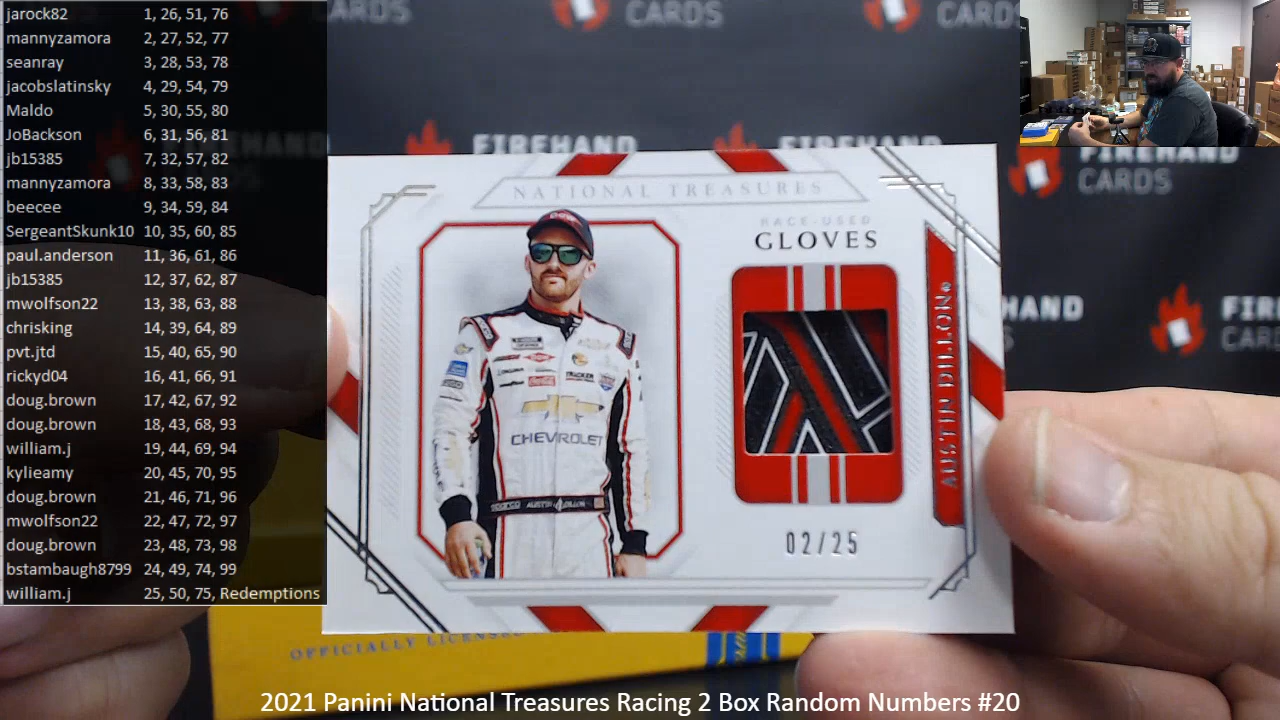 jarock82 1, 26, 51, 76
mannyzamora 2, 27, 52, 77
seanray 3, 28, 53, 78
jacobslatinsky 4, 29, 54, 79
Maldo 5, 30, 55, 80
JoBackson 6, 31, 56, 81
jb15385 7, 32, 57, 82
mannyzamora 8, 33, 58, 83
beecee 9, 34, 59, 84
SergeantSkunk10 10, 35, 60, 85
paul.anderson 11, 36, 61, 86
jb15385 12, 37, 62, 87
mwolfson22 13, 38, 63, 88
chrisking 14, 39, 64, 89
pvt.jtd 15, 40, 65, 90
rickyd04 16, 41, 66, 91
doug.brown 17, 42, 67, 92
doug.brown 18, 43, 68, 93
william.j 19, 44, 69, 94
kylieamy 20, 45, 70, 95
doug.brown 21, 46, 71, 96
mwolfson22 22, 47, 72, 97
doug.brown 23, 48, 73, 98
bstambaugh8799 24, 49, 74, 99
william.j 25, 50, 75, Redemptions
CARDS
CARDS
CARDS
FIREHAND
FIREHAND
FIREHAND
CARDS
NATIONAL TREASURES
RACE-USED
GLOVES
AUSTIN DILLON
02/25
CHEVROLET
AUSTIN DILLON
OFFICIALLY LICENSED
2021 Panini National Treasures Racing 2 Box Random Numbers #20